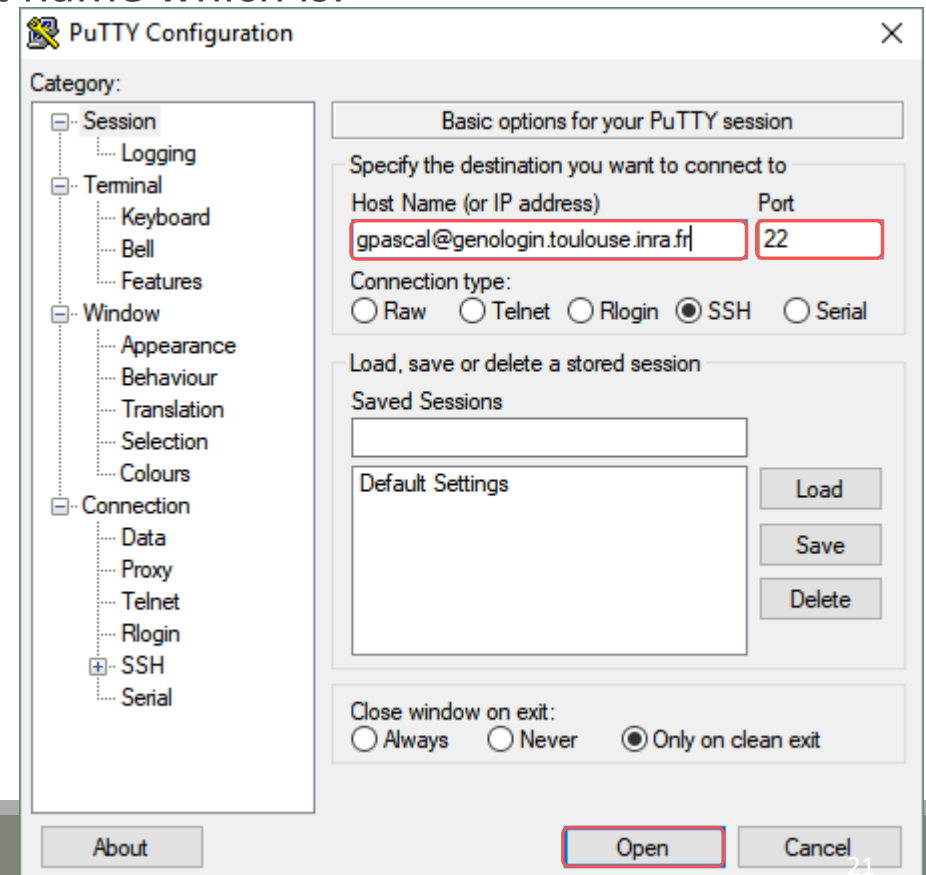 name which is:
PuTTY Configuration
Category:
Session
Logging
Terminal
Keyboard
Bell
Features
Window
Appearance
Behaviour
Translation
Selection
Colours
Connection
Data
Proxy
Telnet
Rlogin
SSH
Serial
Basic options for your PuTTY session
Specify the destination you want to connect to
Host Name (or IP address) Port
gpascal@genologin.toulouse.inra.fr 22
Connection type:
Raw Telnet Rlogin SSH Serial
Load, save or delete a stored session
Saved Sessions
Default Settings
Load
Save
Delete
Close window on exit:
Always Never Only on clean exit
About Open Cancel
21